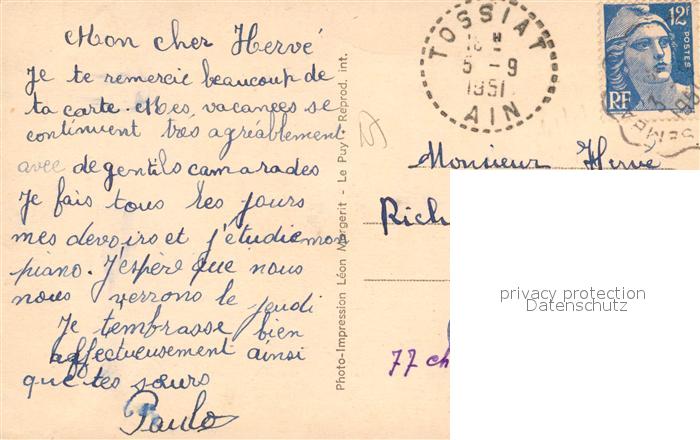 Mon cher Hervé
Je te remercie beaucoup de
ta carte. Mes vacances se
continuent très agréablement
avec de gentils camarades
Je fais tous les jours
mes devoirs et j'étudie mon
piano. J'espère que nous
nous verrons le jeudi
Je t'embrasse bien
affectueusement ainsi
que tes sœurs
Paulo
Photo-Impression Léon Margerit - Le Puy - Reprod. int.
TOSSIAT
5-9
1951
AIN
12F
RF
Monsieur Hervé
Rich
77 ch
privacy protection
Datenschutz